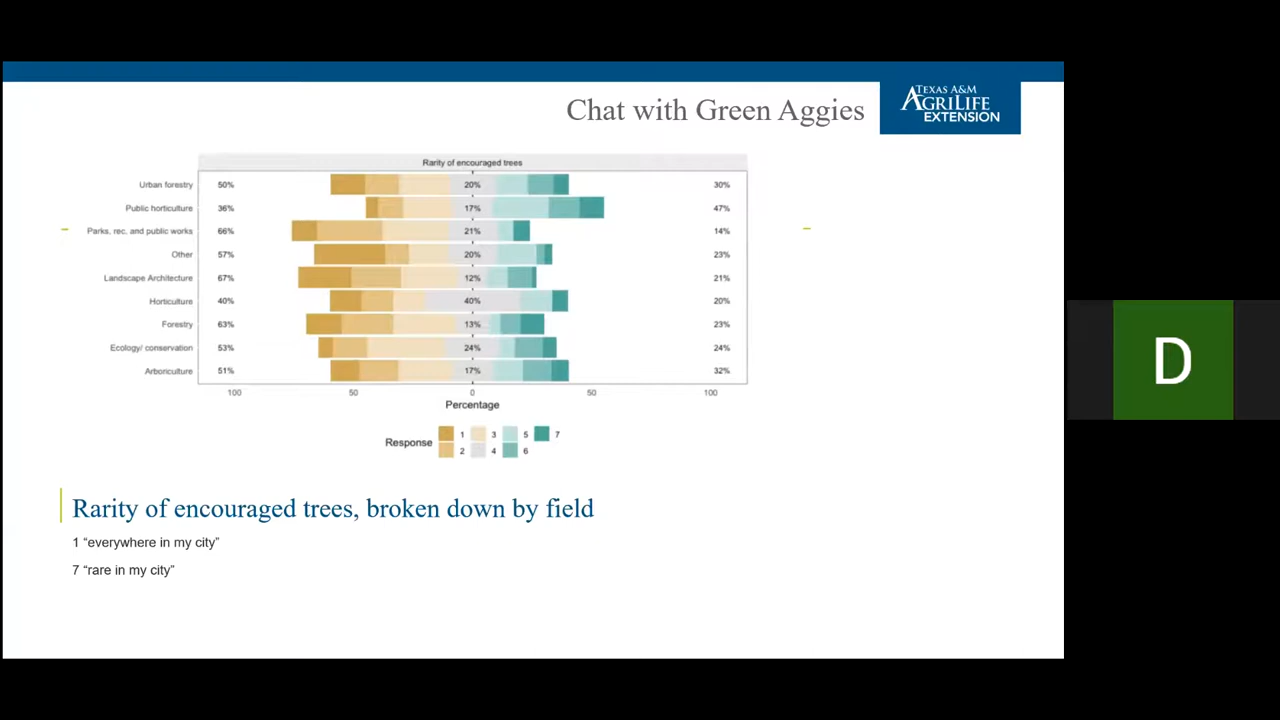 Chat with Green Aggies
TEXAS A&M
AGRILIFE
EXTENSION
Rarity of encouraged trees
Urban forestry 50% 20% 30%
Public horticulture 36% 17% 47%
Parks, rec, and public works 66% 21% 14%
Other 57% 20% 23%
Landscape Architecture 67% 12% 21%
Horticulture 40% 40% 20%
Forestry 63% 13% 23%
Ecology/ conservation 53% 24% 24%
Arboriculture 51% 17% 32%
100 50 0 50 100
Percentage
Response 1 3 5 7
2 4 6
Rarity of encouraged trees, broken down by field
1 “everywhere in my city”
7 “rare in my city”
D